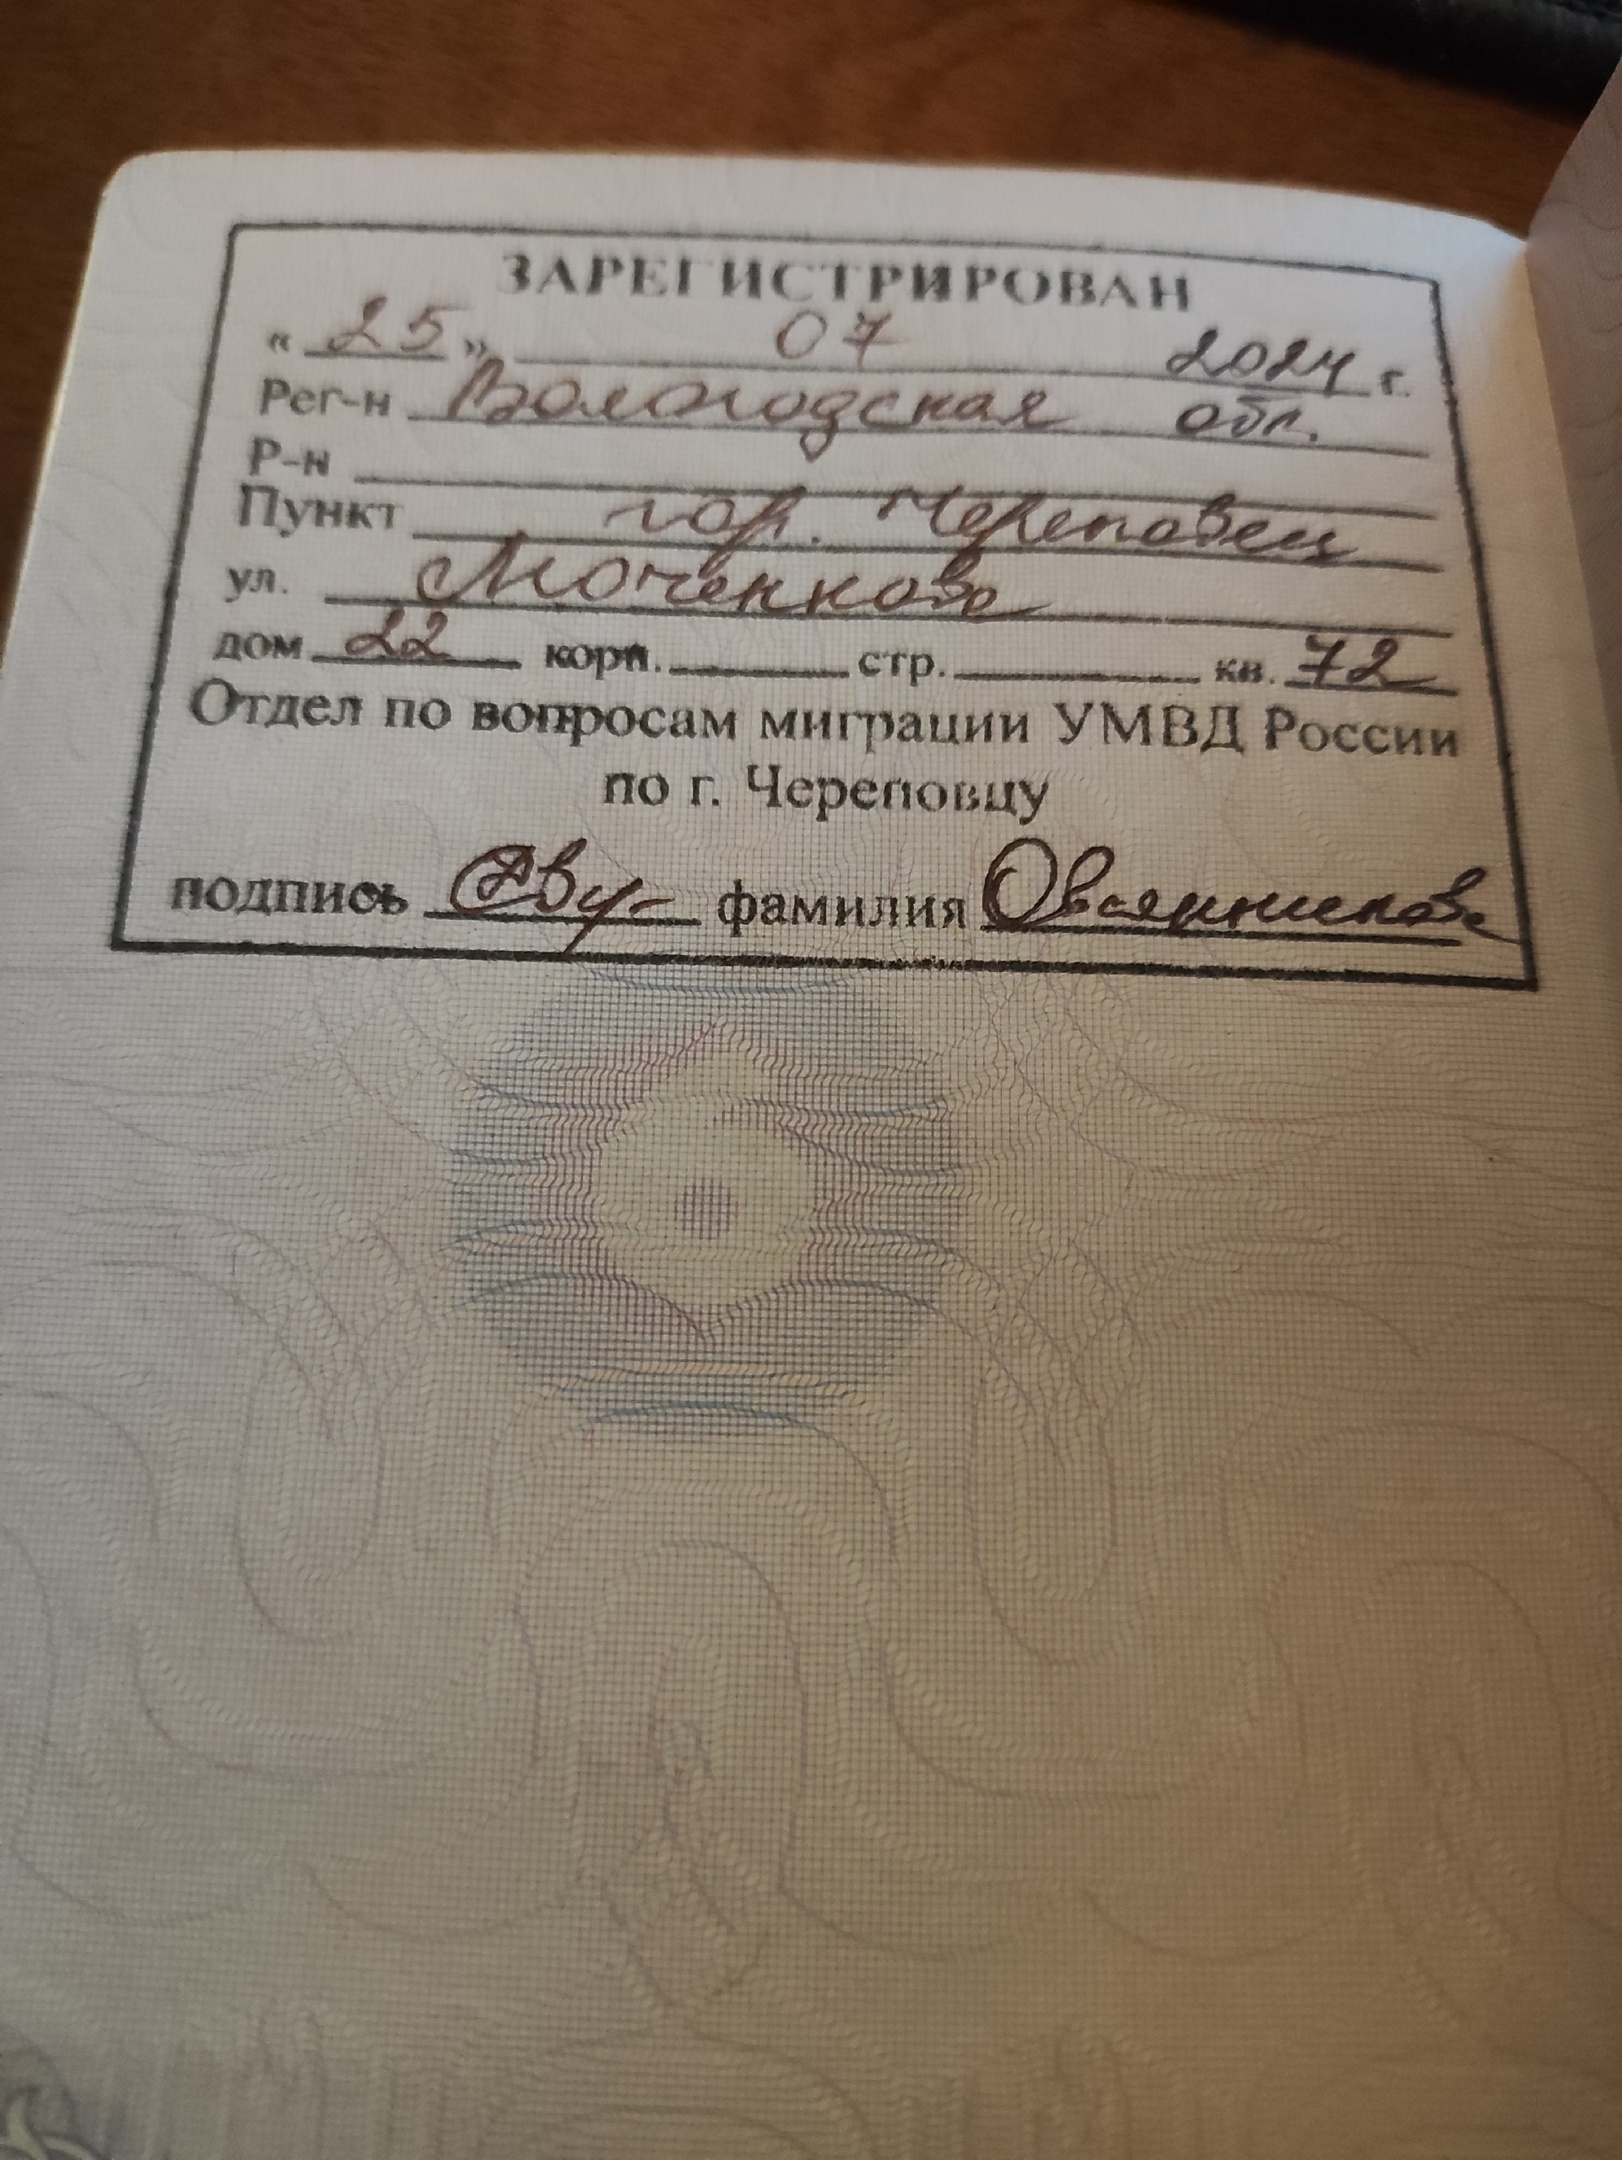 ЗАРЕГИСТРИРОВАН
« 25 » 07 2024 г.
Рег-н Вологодская обл.
Р-н
Пункт гор. Череповец
ул. Моченкова
дом 22 корп. стр. кв. 72
Отдел по вопросам миграции УМВД России
по г. Череповцу
подпись фамилия Овсянникова